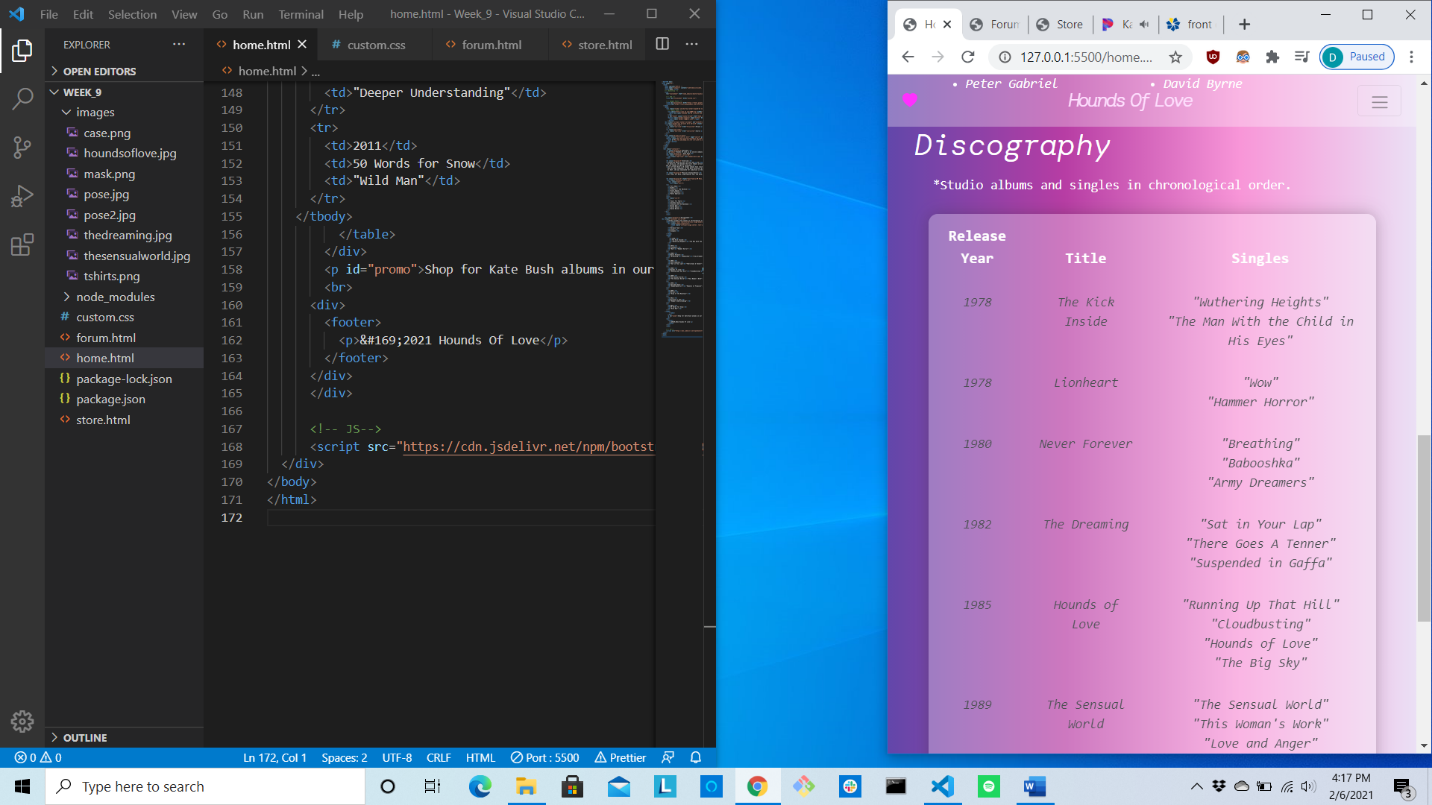 File Edit Selection View Go Run Terminal Help home.html - Week_9 - Visual Studio C...
EXPLORER
OPEN EDITORS
WEEK_9
images
case.png
houndsoflove.jpg
mask.png
pose.jpg
pose2.jpg
thedreaming.jpg
thesensualworld.jpg
tshirts.png
node_modules
custom.css
forum.html
home.html
package-lock.json
package.json
store.html
OUTLINE
home.html custom.css forum.html store.html
home.html > ...
148 <td>"Deeper Understanding"</td>
149 </tr>
150 <tr>
151 <td>2011</td>
152 <td>50 Words for Snow</td>
153 <td>"Wild Man"</td>
154 </tr>
155 </tbody>
156 </table>
157 </div>
158 <p id="promo">Shop for Kate Bush albums in our
159 <br>
160 <div>
161 <footer>
162 <p>&#169;2021 Hounds Of Love</p>
163 </footer>
164 </div>
165 </div>
166
167 <!-- JS-->
168 <script src="https://cdn.jsdelivr.net/npm/bootst
169 </div>
170 </body>
171 </html>
172
0 0 Ln 172, Col 1 Spaces: 2 UTF-8 CRLF HTML Port : 5500 Prettier
Forum Store Ka front
127.0.0.1:5500/home.... D Paused
• Peter Gabriel • David Byrne
Hounds Of Love
Discography
*Studio albums and singles in chronological order.
Release
Year Title Singles
1978 The Kick "Wuthering Heights"
Inside "The Man With the Child in
His Eyes"
1978 Lionheart "Wow"
"Hammer Horror"
1980 Never Forever "Breathing"
"Babooshka"
"Army Dreamers"
1982 The Dreaming "Sat in Your Lap"
"There Goes A Tenner"
"Suspended in Gaffa"
1985 Hounds of "Running Up That Hill"
Love "Cloudbusting"
"Hounds of Love"
"The Big Sky"
1989 The Sensual "The Sensual World"
World "This Woman's Work"
"Love and Anger"
Type here to search
4:17 PM
2/6/2021
3